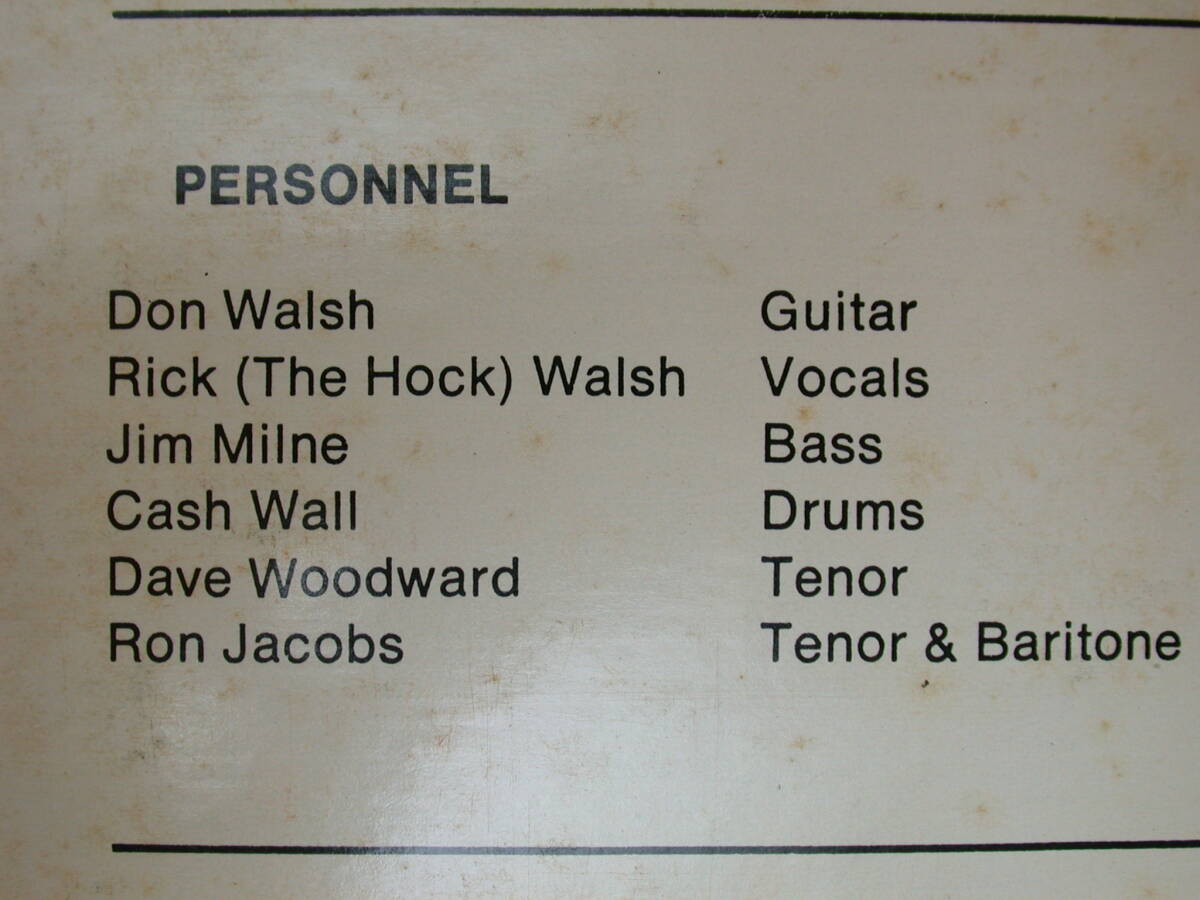 PERSONNEL
Don Walsh Guitar
Rick (The Hock) Walsh Vocals
Jim Milne Bass
Cash Wall Drums
Dave Woodward Tenor
Ron Jacobs Tenor & Baritone